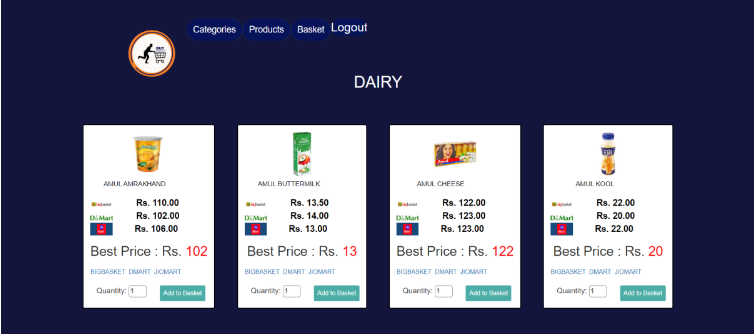 Categories Products Basket Logout
DAIRY
AMUL AMRAKHAND
bigbasket Rs. 110.00
DMart Rs. 102.00
Rs. 106.00
Best Price : Rs. 102
BIGBASKET DMART JIOMART
Quantity: 1 Add to Basket
AMUL BUTTERMILK
bigbasket Rs. 13.50
DMart Rs. 14.00
Rs. 13.00
Best Price : Rs. 13
BIGBASKET DMART JIOMART
Quantity: 1 Add to Basket
AMUL CHEESE
bigbasket Rs. 122.00
DMart Rs. 123.00
Rs. 123.00
Best Price : Rs. 122
BIGBASKET DMART JIOMART
Quantity: 1 Add to Basket
AMUL KOOL
bigbasket Rs. 22.00
DMart Rs. 20.00
Rs. 22.00
Best Price : Rs. 20
BIGBASKET DMART JIOMART
Quantity: 1 Add to Basket